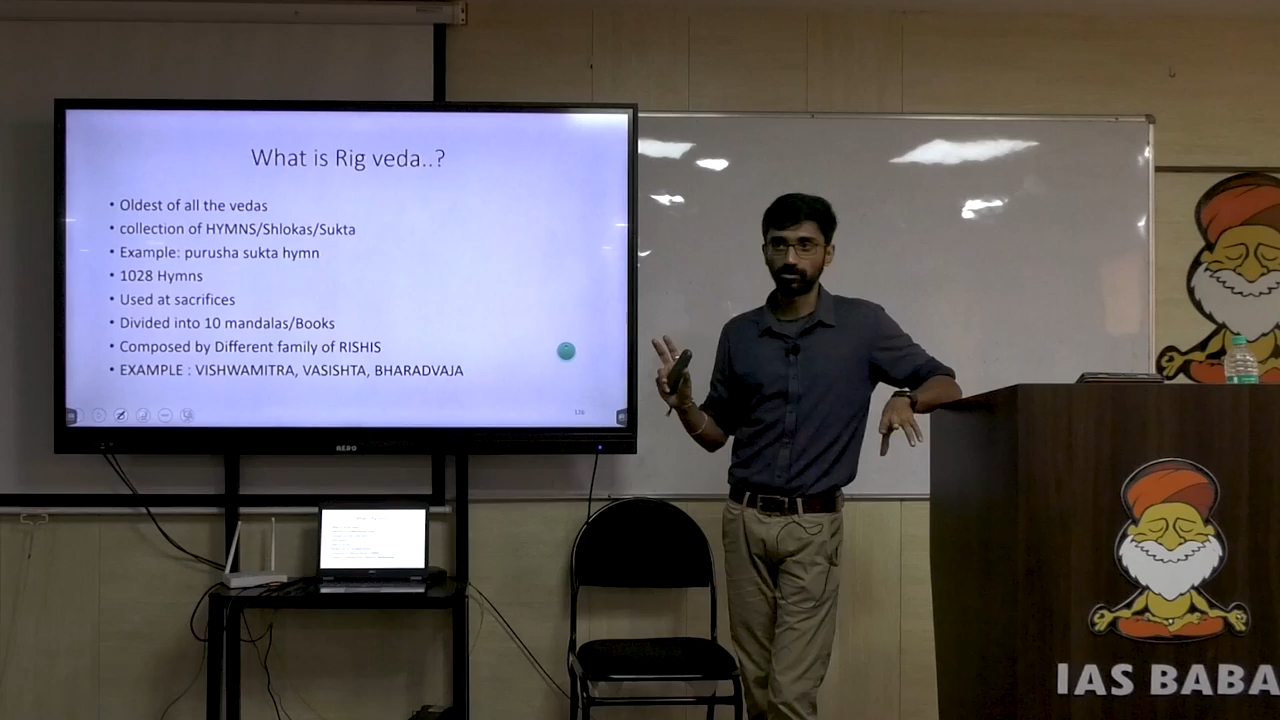 What is Rig veda..?
• Oldest of all the vedas
• collection of HYMNS/Shlokas/Sukta
• Example: purusha sukta hymn
• 1028 Hymns
• Used at sacrifices
• Divided into 10 mandalas/Books
• Composed by Different family of RISHIS
• EXAMPLE : VISHWAMITRA, VASISHTA, BHARADVAJA
IAS BABA